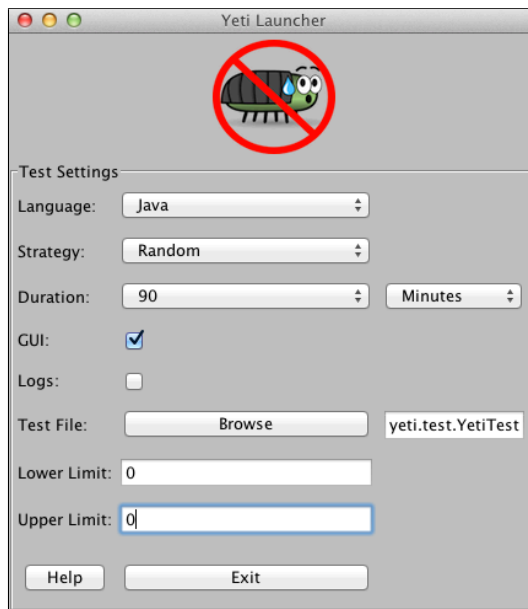 Yeti Launcher
Test Settings
Language: Java
Strategy: Random
Duration: 90 Minutes
GUI:
Logs:
Test File: Browse yeti.test.YetiTest
Lower Limit: 0
Upper Limit: 0
Help Exit